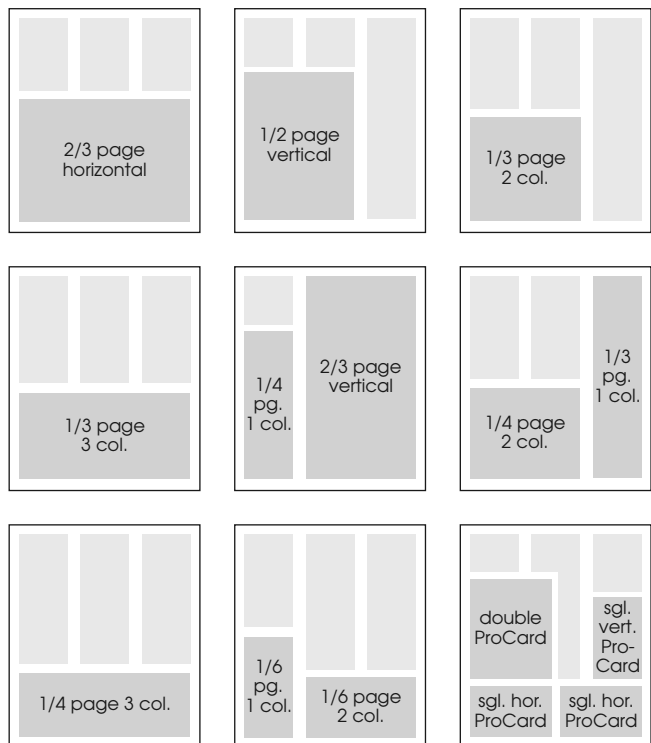 2/3 page
horizontal
1/2 page
vertical
1/3 page
2 col.
1/3 page
3 col.
1/4
pg.
1 col.
2/3 page
vertical
1/4 page
2 col.
1/3
pg.
1 col.
1/4 page 3 col.
1/6
pg.
1 col.
1/6 page
2 col.
double
ProCard
sgl.
vert.
Pro-
Card
sgl. hor.
ProCard
sgl. hor.
ProCard